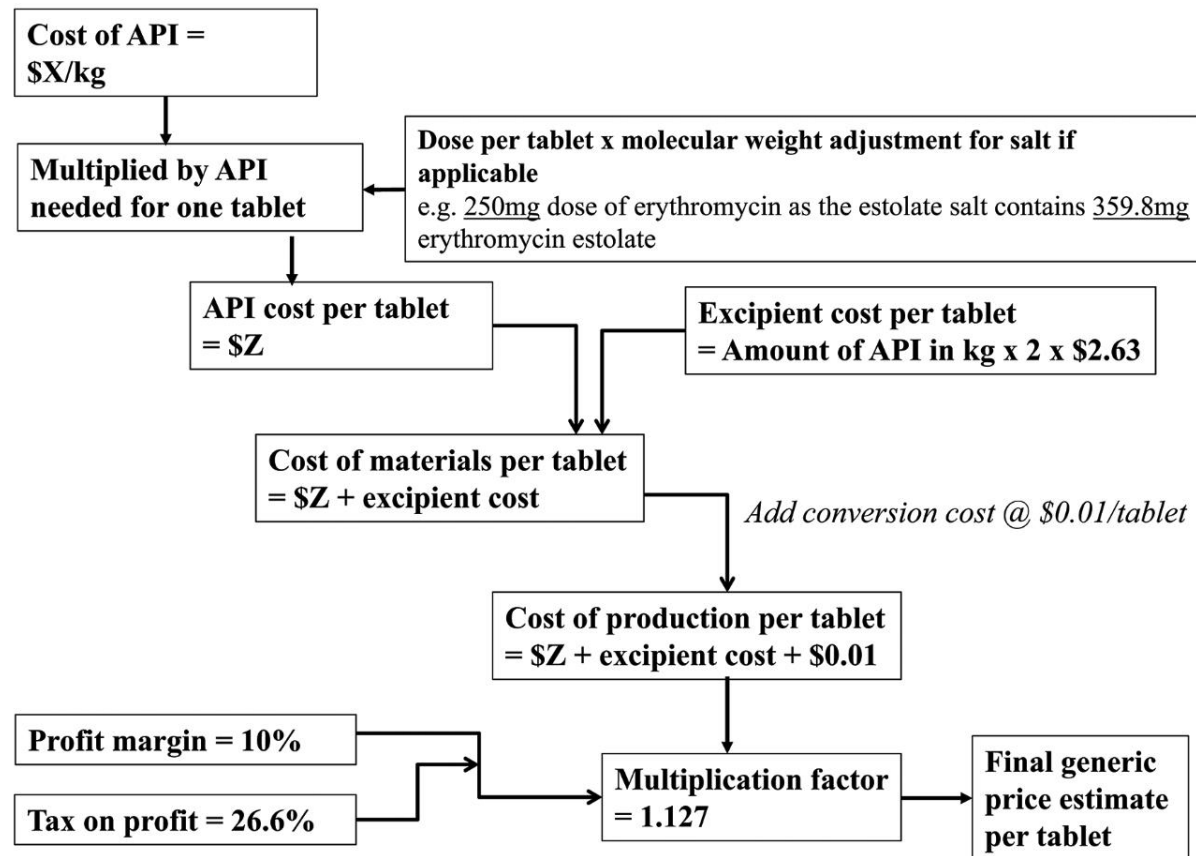 Cost of API =
$X/kg
Multiplied by API
needed for one tablet
Dose per tablet x molecular weight adjustment for salt if
applicable
e.g. 250mg dose of erythromycin as the estolate salt contains 359.8mg
erythromycin estolate
API cost per tablet
= $Z
Excipient cost per tablet
= Amount of API in kg x 2 x $2.63
Cost of materials per tablet
= $Z + excipient cost
Add conversion cost @ $0.01/tablet
Cost of production per tablet
= $Z + excipient cost + $0.01
Profit margin = 10%
Tax on profit = 26.6%
Multiplication factor
= 1.127
Final generic
price estimate
per tablet